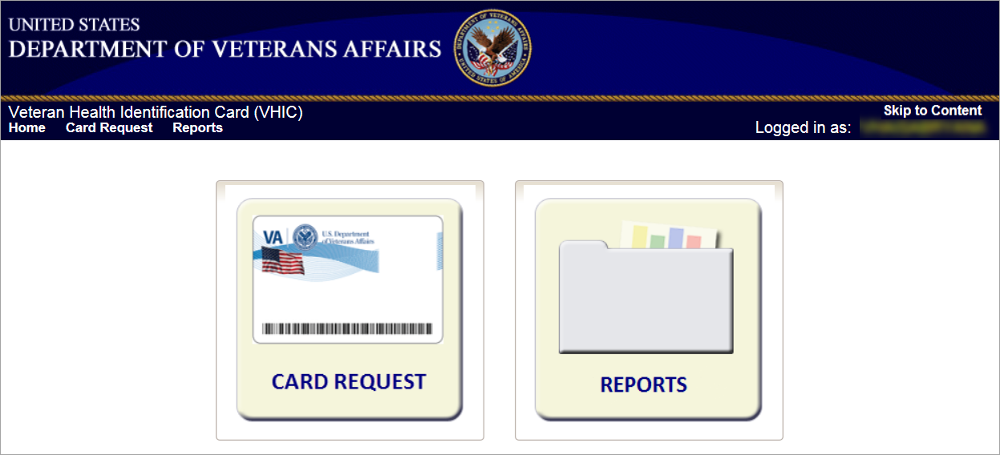 UNITED STATES
DEPARTMENT OF VETERANS AFFAIRS
DEPARTMENT OF VETERANS AFFAIRS
UNITED STATES OF AMERICA
Veteran Health Identification Card (VHIC)
Skip to Content
Home Card Request Reports
Logged in as:
VA
U.S. Department
of Veterans Affairs
CARD REQUEST
REPORTS